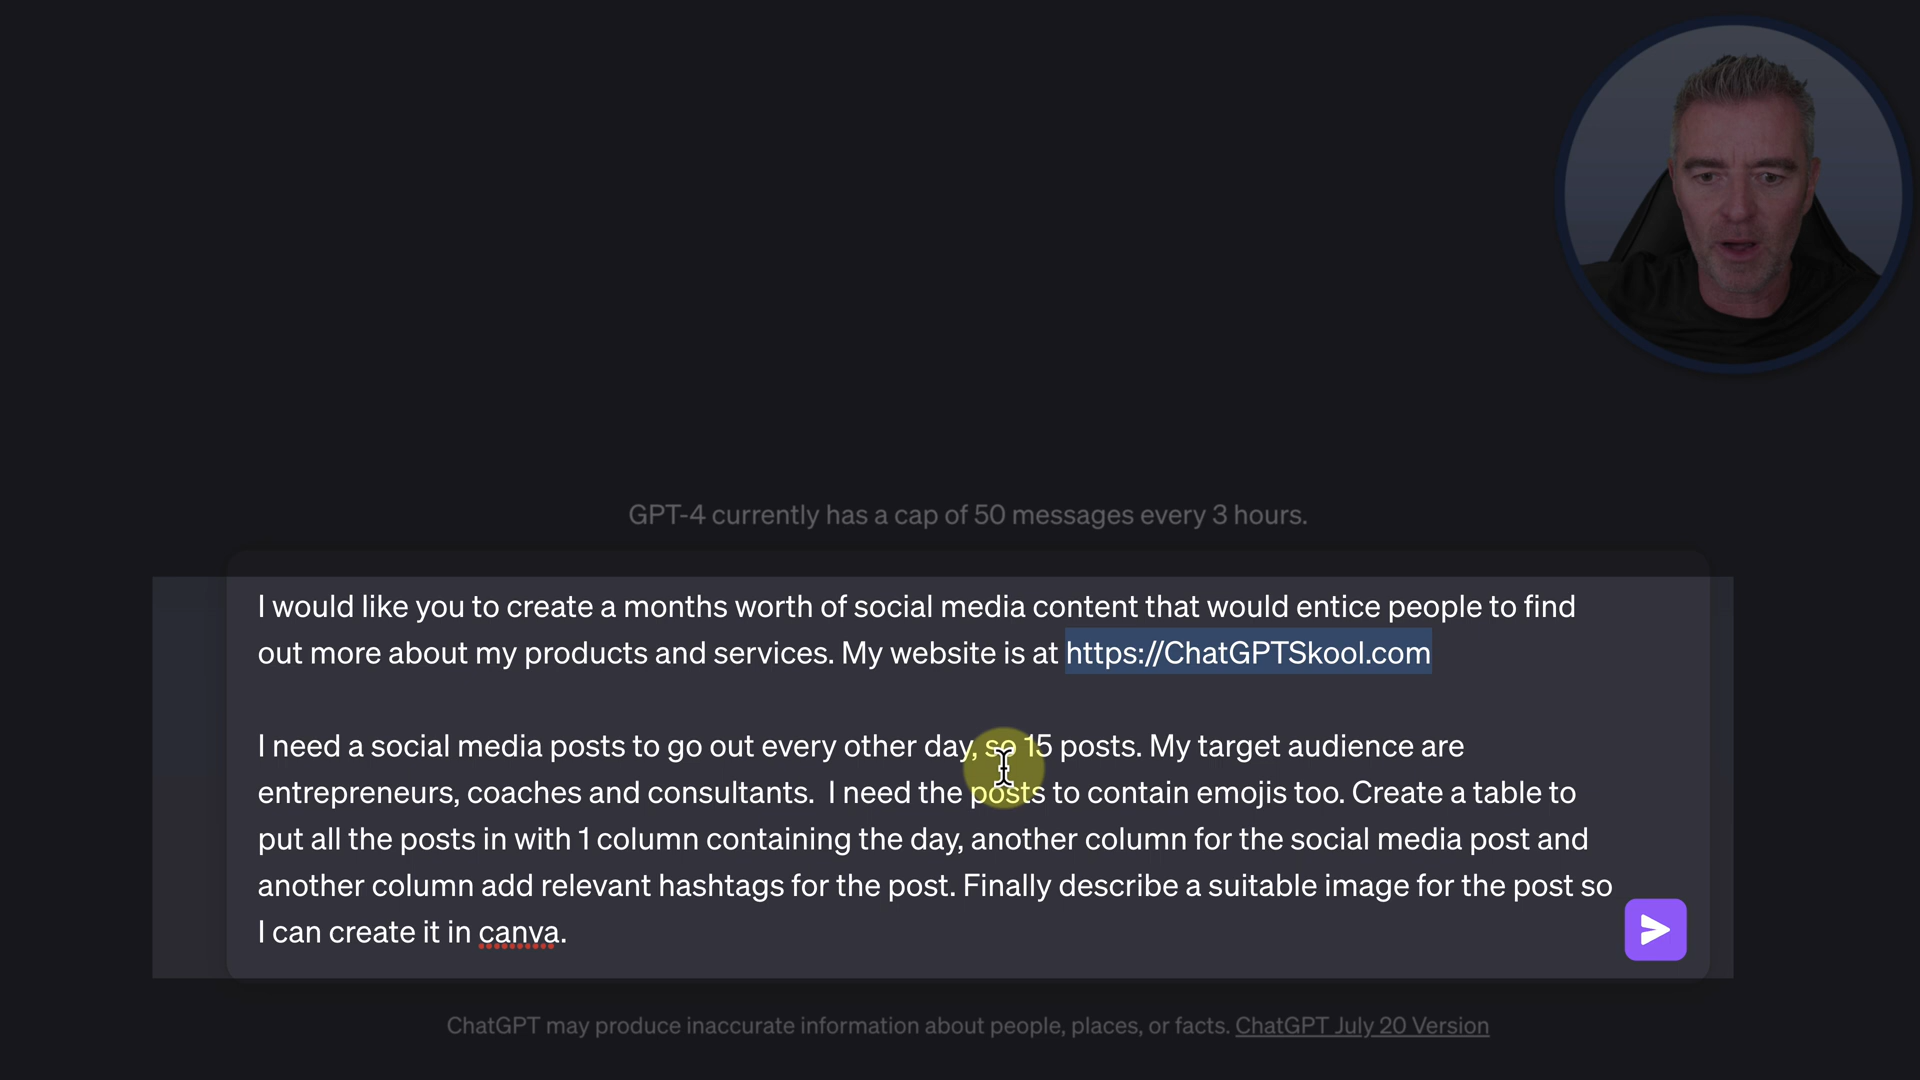 GPT-4 currently has a cap of 50 messages every 3 hours.
I would like you to create a months worth of social media content that would entice people to find
out more about my products and services. My website is at https://ChatGPTSkool.com
I need a social media posts to go out every other day, so 15 posts. My target audience are
entrepreneurs, coaches and consultants.  I need the posts to contain emojis too. Create a table to
put all the posts in with 1 column containing the day, another column for the social media post and
another column add relevant hashtags for the post. Finally describe a suitable image for the post so
I can create it in canva.
ChatGPT may produce inaccurate information about people, places, or facts. ChatGPT July 20 Version